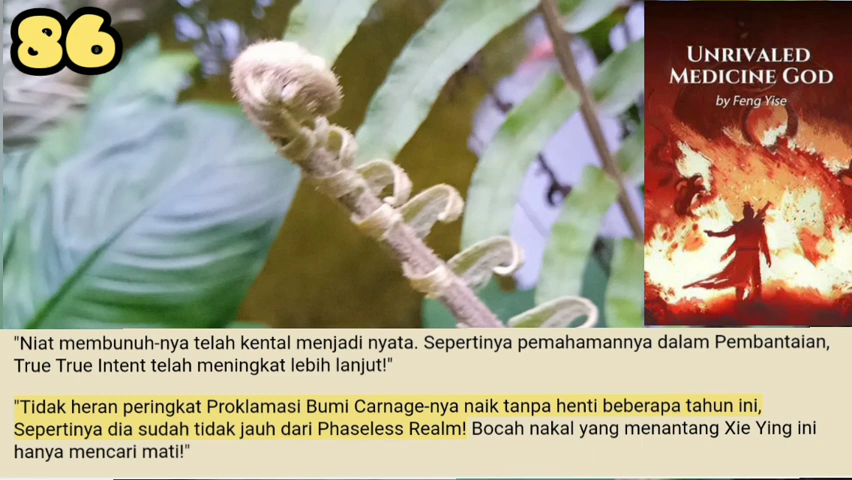 86
UNRIVALED
MEDICINE GOD
by Feng Yise
"Niat membunuh-nya telah kental menjadi nyata. Sepertinya pemahamannya dalam Pembantaian,
True True Intent telah meningkat lebih lanjut!"
"Tidak heran peringkat Proklamasi Bumi Carnage-nya naik tanpa henti beberapa tahun ini,
Sepertinya dia sudah tidak jauh dari Phaseless Realm! Bocah nakal yang menantang Xie Ying ini
hanya mencari mati!"